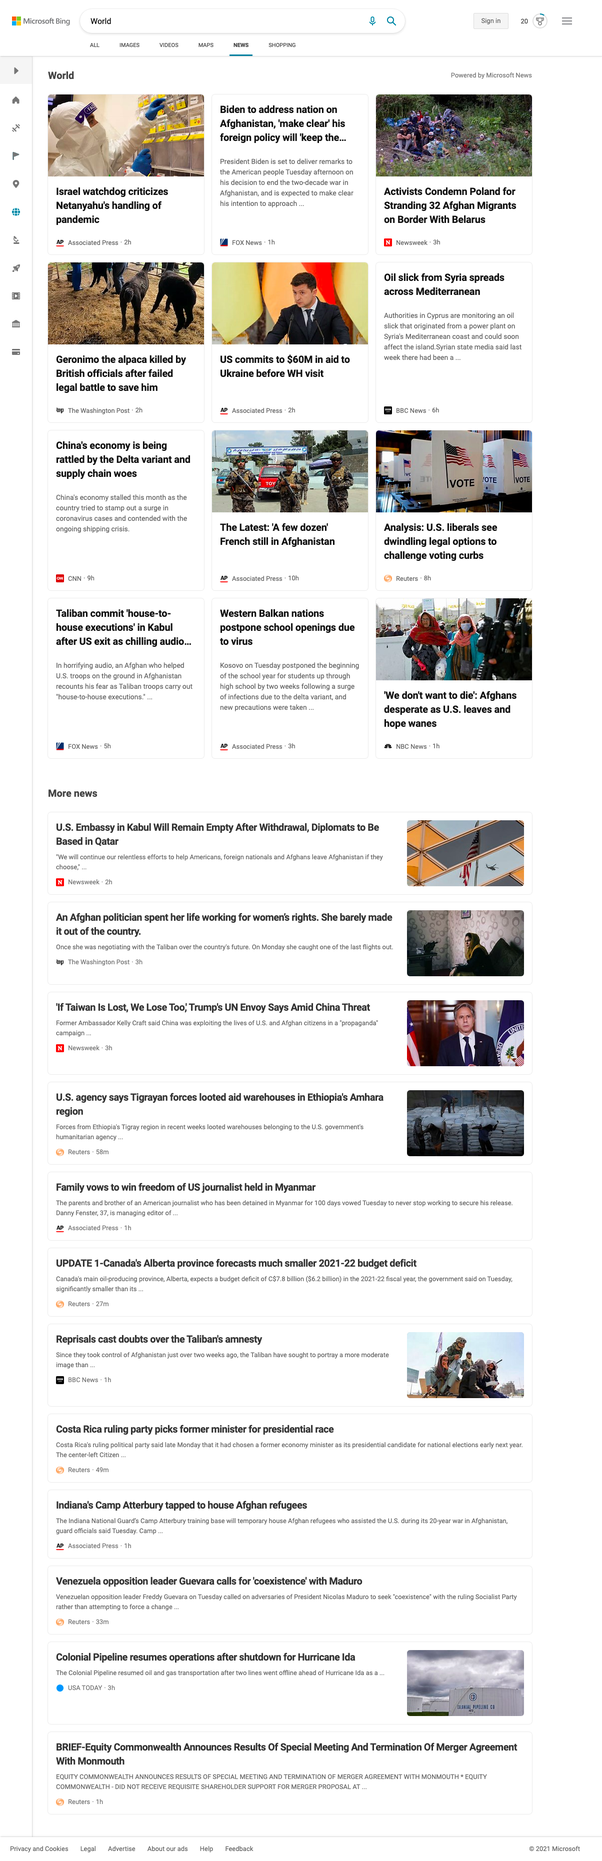 Microsoft Bing
World
Sign in
20
ALL
IMAGES
VIDEOS
MAPS
NEWS
SHOPPING
World
Powered by Microsoft News
Israel watchdog criticizes
Netanyahu's handling of
pandemic
AP Associated Press · 2h
Biden to address nation on
Afghanistan, 'make clear' his
foreign policy will 'keep the...
President Biden is set to deliver remarks to
the American people Tuesday afternoon on
his decision to end the two-decade war in
Afghanistan, and is expected to make clear
his intention to approach ...
FOX News · 1h
Activists Condemn Poland for
Stranding 32 Afghan Migrants
on Border With Belarus
N Newsweek · 3h
Geronimo the alpaca killed by
British officials after failed
legal battle to save him
wp The Washington Post · 2h
US commits to $60M in aid to
Ukraine before WH visit
AP Associated Press · 2h
Oil slick from Syria spreads
across Mediterranean
Authorities in Cyprus are monitoring an oil
slick that originated from a power plant on
Syria's Mediterranean coast and could soon
affect the island.Syrian state media said last
week there had been a ...
BBC News · 6h
China's economy is being
rattled by the Delta variant and
supply chain woes
China's economy stalled this month as the
country tried to stamp out a surge in
coronavirus cases and contended with the
ongoing shipping crisis.
CNN · 9h
TOY
The Latest: 'A few dozen'
French still in Afghanistan
AP Associated Press · 10h
VOTE
VOTE
VOTE
Analysis: U.S. liberals see
dwindling legal options to
challenge voting curbs
Reuters · 8h
Taliban commit 'house-to-
house executions' in Kabul
after US exit as chilling audio...
In horrifying audio, an Afghan who helped
U.S. troops on the ground in Afghanistan
recounts his fear as Taliban troops carry out
"house-to-house executions." ...
FOX News · 5h
Western Balkan nations
postpone school openings due
to virus
Kosovo on Tuesday postponed the beginning
of the school year for students up through
high school by two weeks following a surge
of infections due to the delta variant, and
new precautions were taken ...
AP Associated Press · 3h
'We don't want to die': Afghans
desperate as U.S. leaves and
hope wanes
NBC News · 1h
More news
U.S. Embassy in Kabul Will Remain Empty After Withdrawal, Diplomats to Be
Based in Qatar
"We will continue our relentless efforts to help Americans, foreign nationals and Afghans leave Afghanistan if they
choose," ...
N Newsweek · 2h
An Afghan politician spent her life working for women's rights. She barely made
it out of the country.
Once she was negotiating with the Taliban over the country's future. On Monday she caught one of the last flights out.
wp The Washington Post · 3h
'If Taiwan Is Lost, We Lose Too,' Trump's UN Envoy Says Amid China Threat
Former Ambassador Kelly Craft said China was exploiting the lives of U.S. and Afghan citizens in a "propaganda"
campaign ...
N Newsweek · 3h
U.S. agency says Tigrayan forces looted aid warehouses in Ethiopia's Amhara
region
Forces from Ethiopia's Tigray region in recent weeks looted warehouses belonging to the U.S. government's
humanitarian agency ...
Reuters · 58m
Family vows to win freedom of US journalist held in Myanmar
The parents and brother of an American journalist who has been detained in Myanmar for 100 days vowed Tuesday to never stop working to secure his release.
Danny Fenster, 37, is managing editor of ...
AP Associated Press · 1h
UPDATE 1-Canada's Alberta province forecasts much smaller 2021-22 budget deficit
Canada's main oil-producing province, Alberta, expects a budget deficit of C$7.8 billion ($6.2 billion) in the 2021-22 fiscal year, the government said on Tuesday,
significantly smaller than its ...
Reuters · 27m
Reprisals cast doubts over the Taliban's amnesty
Since they took control of Afghanistan just over two weeks ago, the Taliban have sought to portray a more moderate
image than ...
BBC News · 1h
Costa Rica ruling party picks former minister for presidential race
Costa Rica's ruling political party said late Monday that it had chosen a former economy minister as its presidential candidate for national elections early next year.
The center-left Citizen ...
Reuters · 49m
Indiana's Camp Atterbury tapped to house Afghan refugees
The Indiana National Guard's Camp Atterbury training base will temporary house Afghan refugees who assisted the U.S. during its 20-year war in Afghanistan,
guard officials said Tuesday. Camp ...
AP Associated Press · 1h
Venezuela opposition leader Guevara calls for 'coexistence' with Maduro
Venezuelan opposition leader Freddy Guevara on Tuesday called on adversaries of President Nicolas Maduro to seek "coexistence" with the ruling Socialist Party
rather than attempting to force a change ...
Reuters · 33m
Colonial Pipeline resumes operations after shutdown for Hurricane Ida
The Colonial Pipeline resumed oil and gas transportation after two lines went offline ahead of Hurricane Ida as a ...
USA TODAY · 3h
COLONIAL PIPELINE CO
BRIEF-Equity Commonwealth Announces Results Of Special Meeting And Termination Of Merger Agreement
With Monmouth
EQUITY COMMONWEALTH ANNOUNCES RESULTS OF SPECIAL MEETING AND TERMINATION OF MERGER AGREEMENT WITH MONMOUTH * EQUITY
COMMONWEALTH - DID NOT RECEIVE REQUISITE SHAREHOLDER SUPPORT FOR MERGER PROPOSAL AT ...
Reuters · 1h
Privacy and Cookies
Legal
Advertise
About our ads
Help
Feedback
© 2021 Microsoft